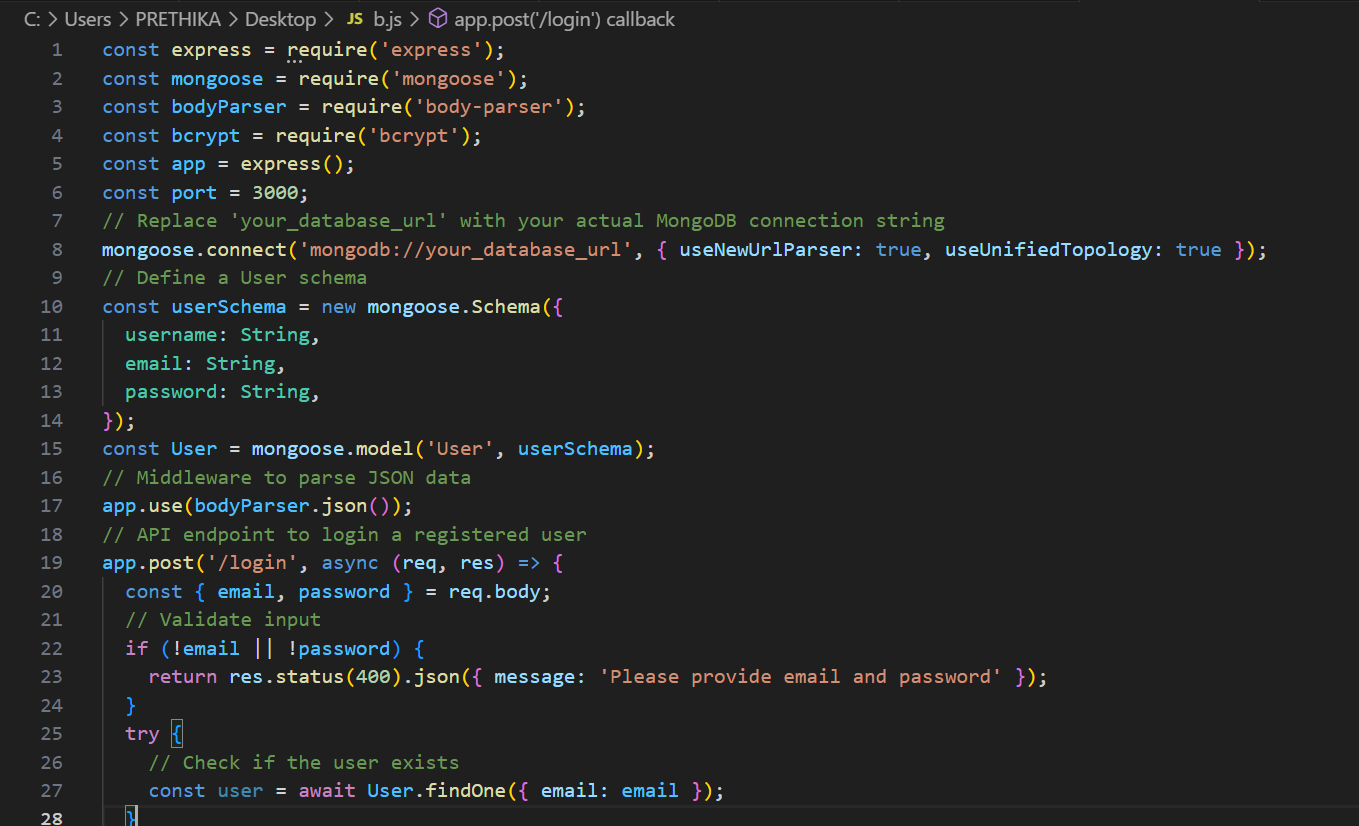 C: > Users > PRETHIKA > Desktop > JS b.js > app.post('/login') callback
1 const express = require('express');
2 const mongoose = require('mongoose');
3 const bodyParser = require('body-parser');
4 const bcrypt = require('bcrypt');
5 const app = express();
6 const port = 3000;
7 // Replace 'your_database_url' with your actual MongoDB connection string
8 mongoose.connect('mongodb://your_database_url', { useNewUrlParser: true, useUnifiedTopology: true });
9 // Define a User schema
10 const userSchema = new mongoose.Schema({
11   username: String,
12   email: String,
13   password: String,
14 });
15 const User = mongoose.model('User', userSchema);
16 // Middleware to parse JSON data
17 app.use(bodyParser.json());
18 // API endpoint to login a registered user
19 app.post('/login', async (req, res) => {
20   const { email, password } = req.body;
21   // Validate input
22   if (!email || !password) {
23     return res.status(400).json({ message: 'Please provide email and password' });
24   }
25   try {
26     // Check if the user exists
27     const user = await User.findOne({ email: email });
28   }